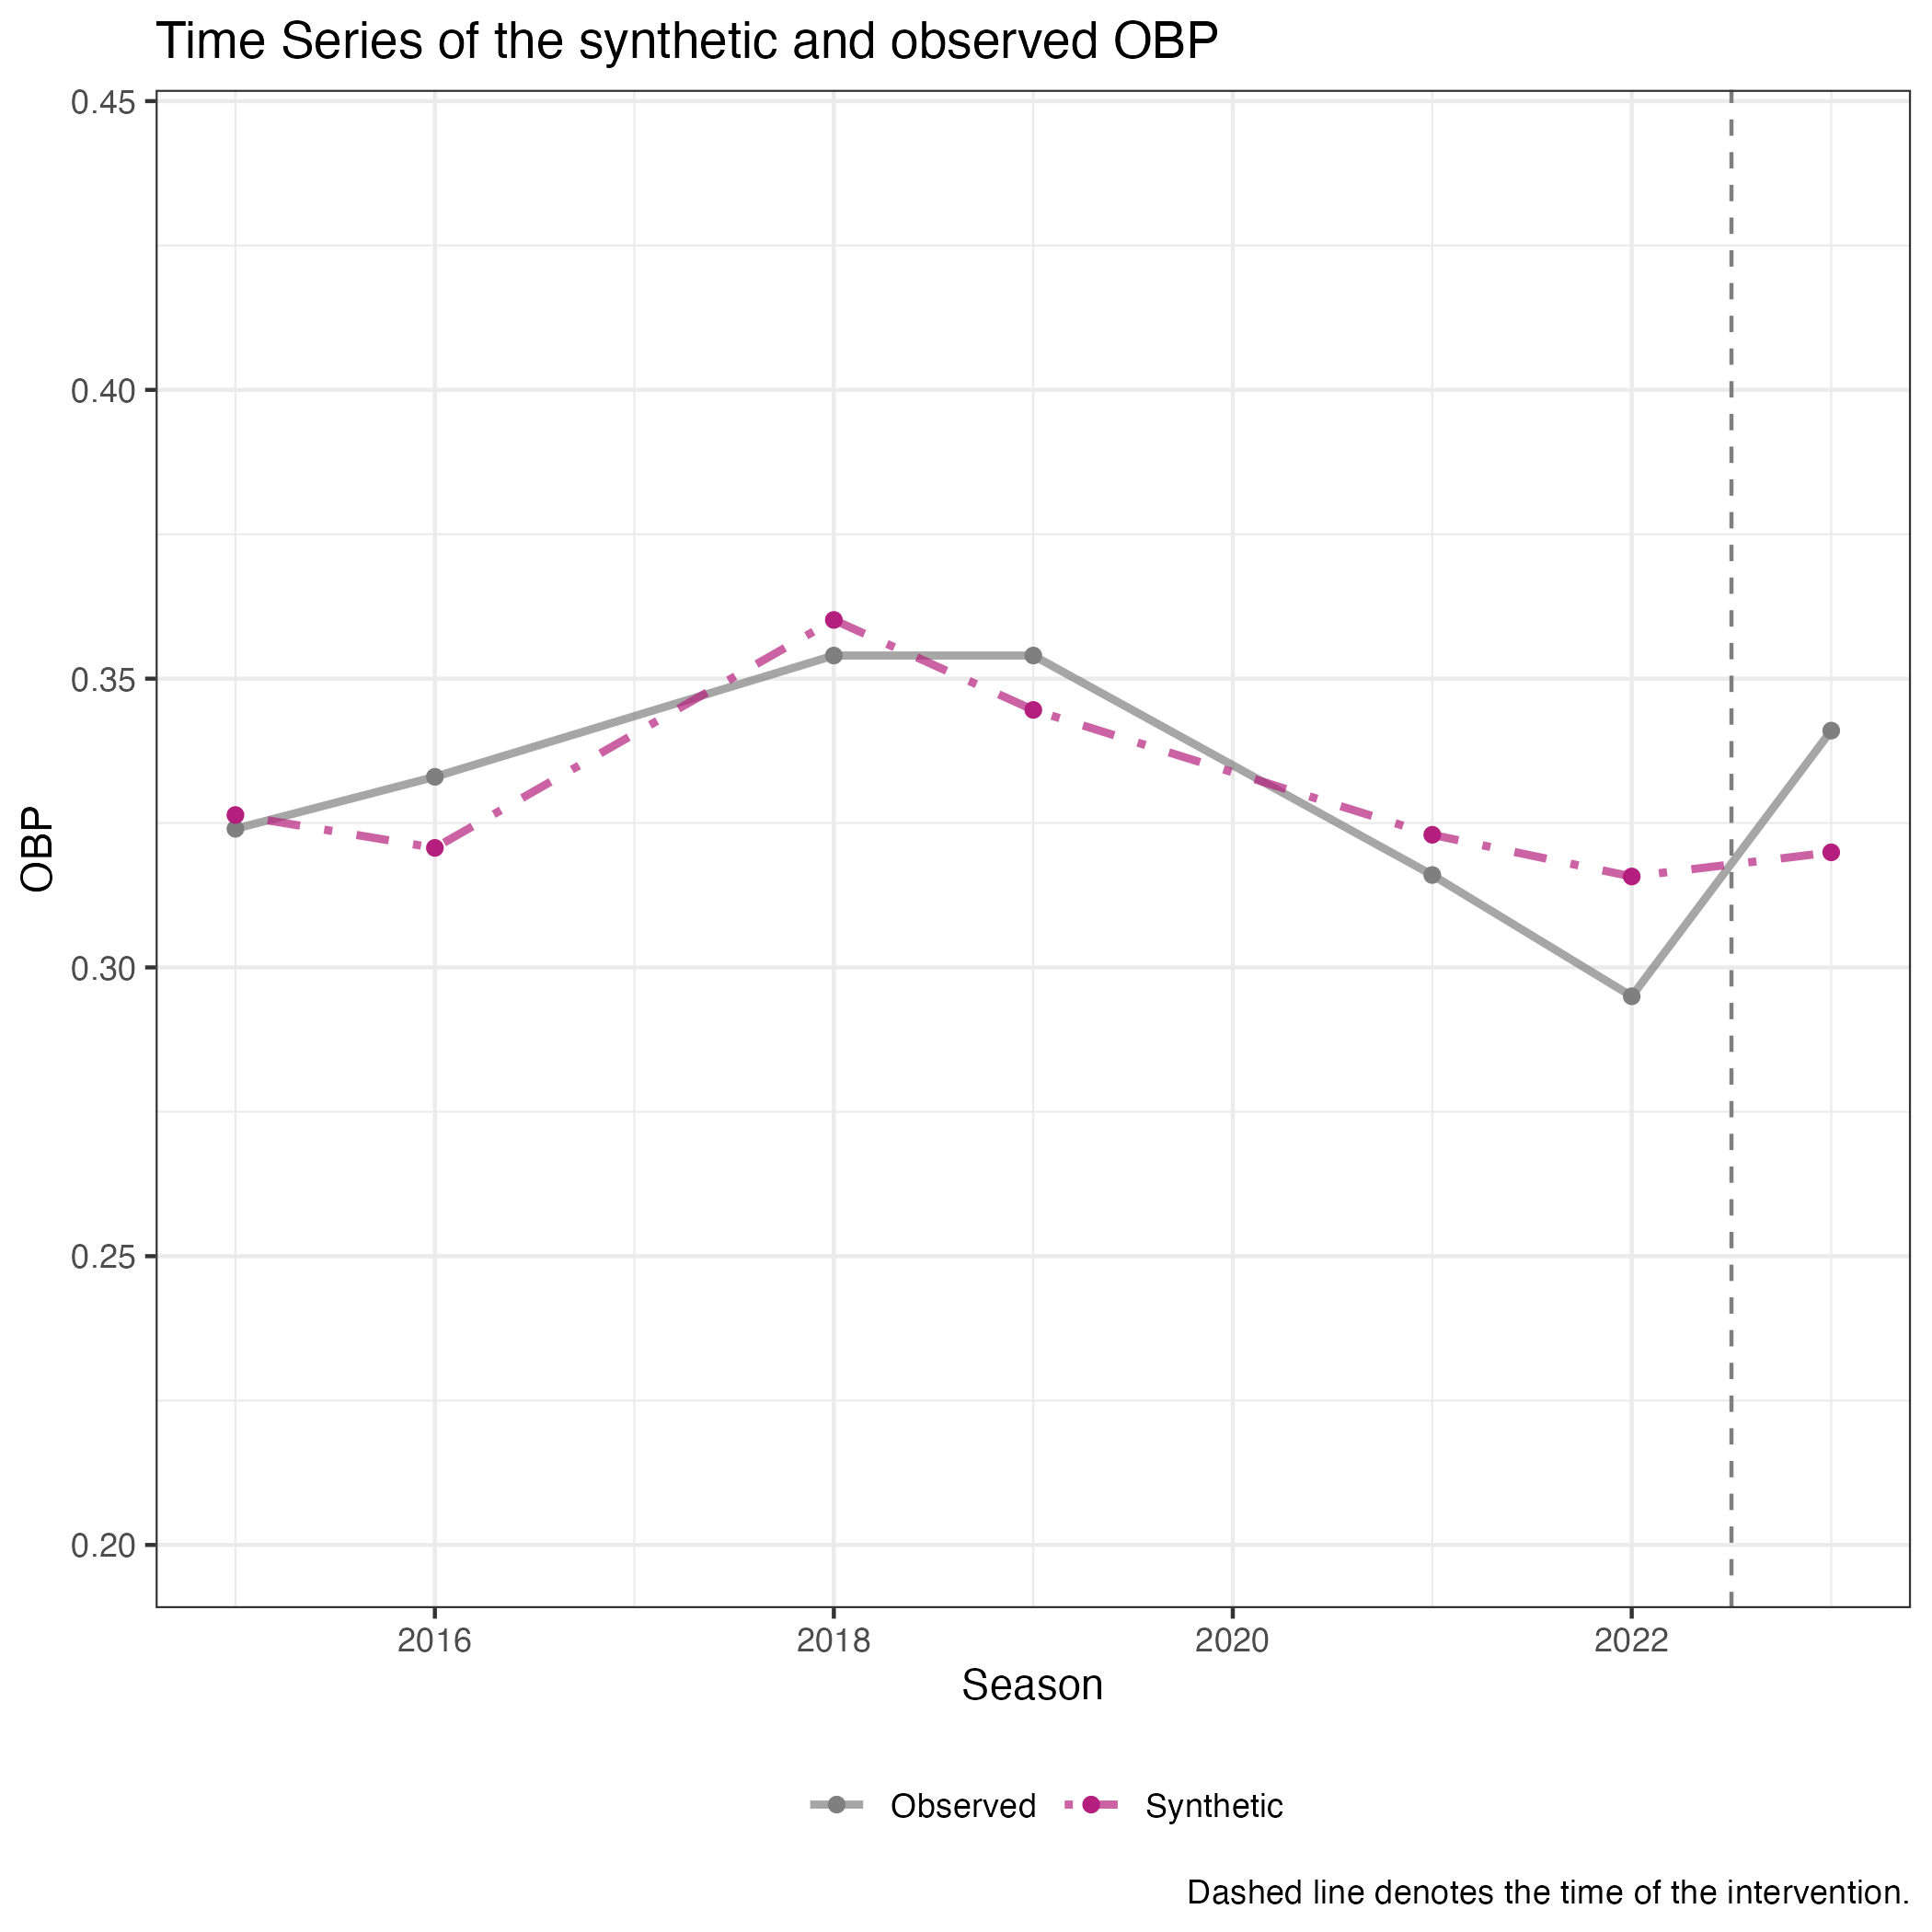 Time Series of the synthetic and observed OBP
0.45
0.40
0.35
0.30
0.25
0.20
OBP
2016 2018 2020 2022
Season
Observed Synthetic
Dashed line denotes the time of the intervention.